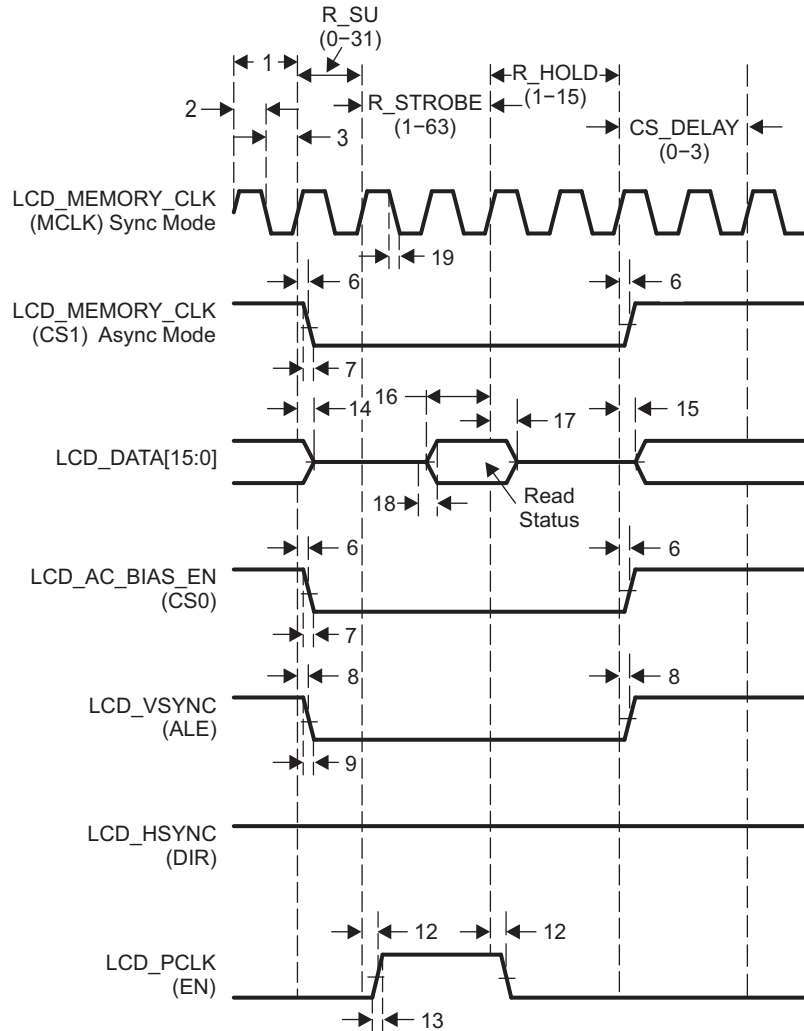 R_SU
(0−31)
1
R_HOLD
(1−15)
R_STROBE
(1−63)
2
CS_DELAY
(0−3)
3
LCD_MEMORY_CLK
(MCLK) Sync Mode
19
6
6
LCD_MEMORY_CLK
(CS1) Async Mode
7
16
14
17
15
LCD_DATA[15:0]
18
Read
Status
6
6
LCD_AC_BIAS_EN
(CS0)
7
8
8
LCD_VSYNC
(ALE)
9
LCD_HSYNC
(DIR)
12
12
LCD_PCLK
(EN)
13